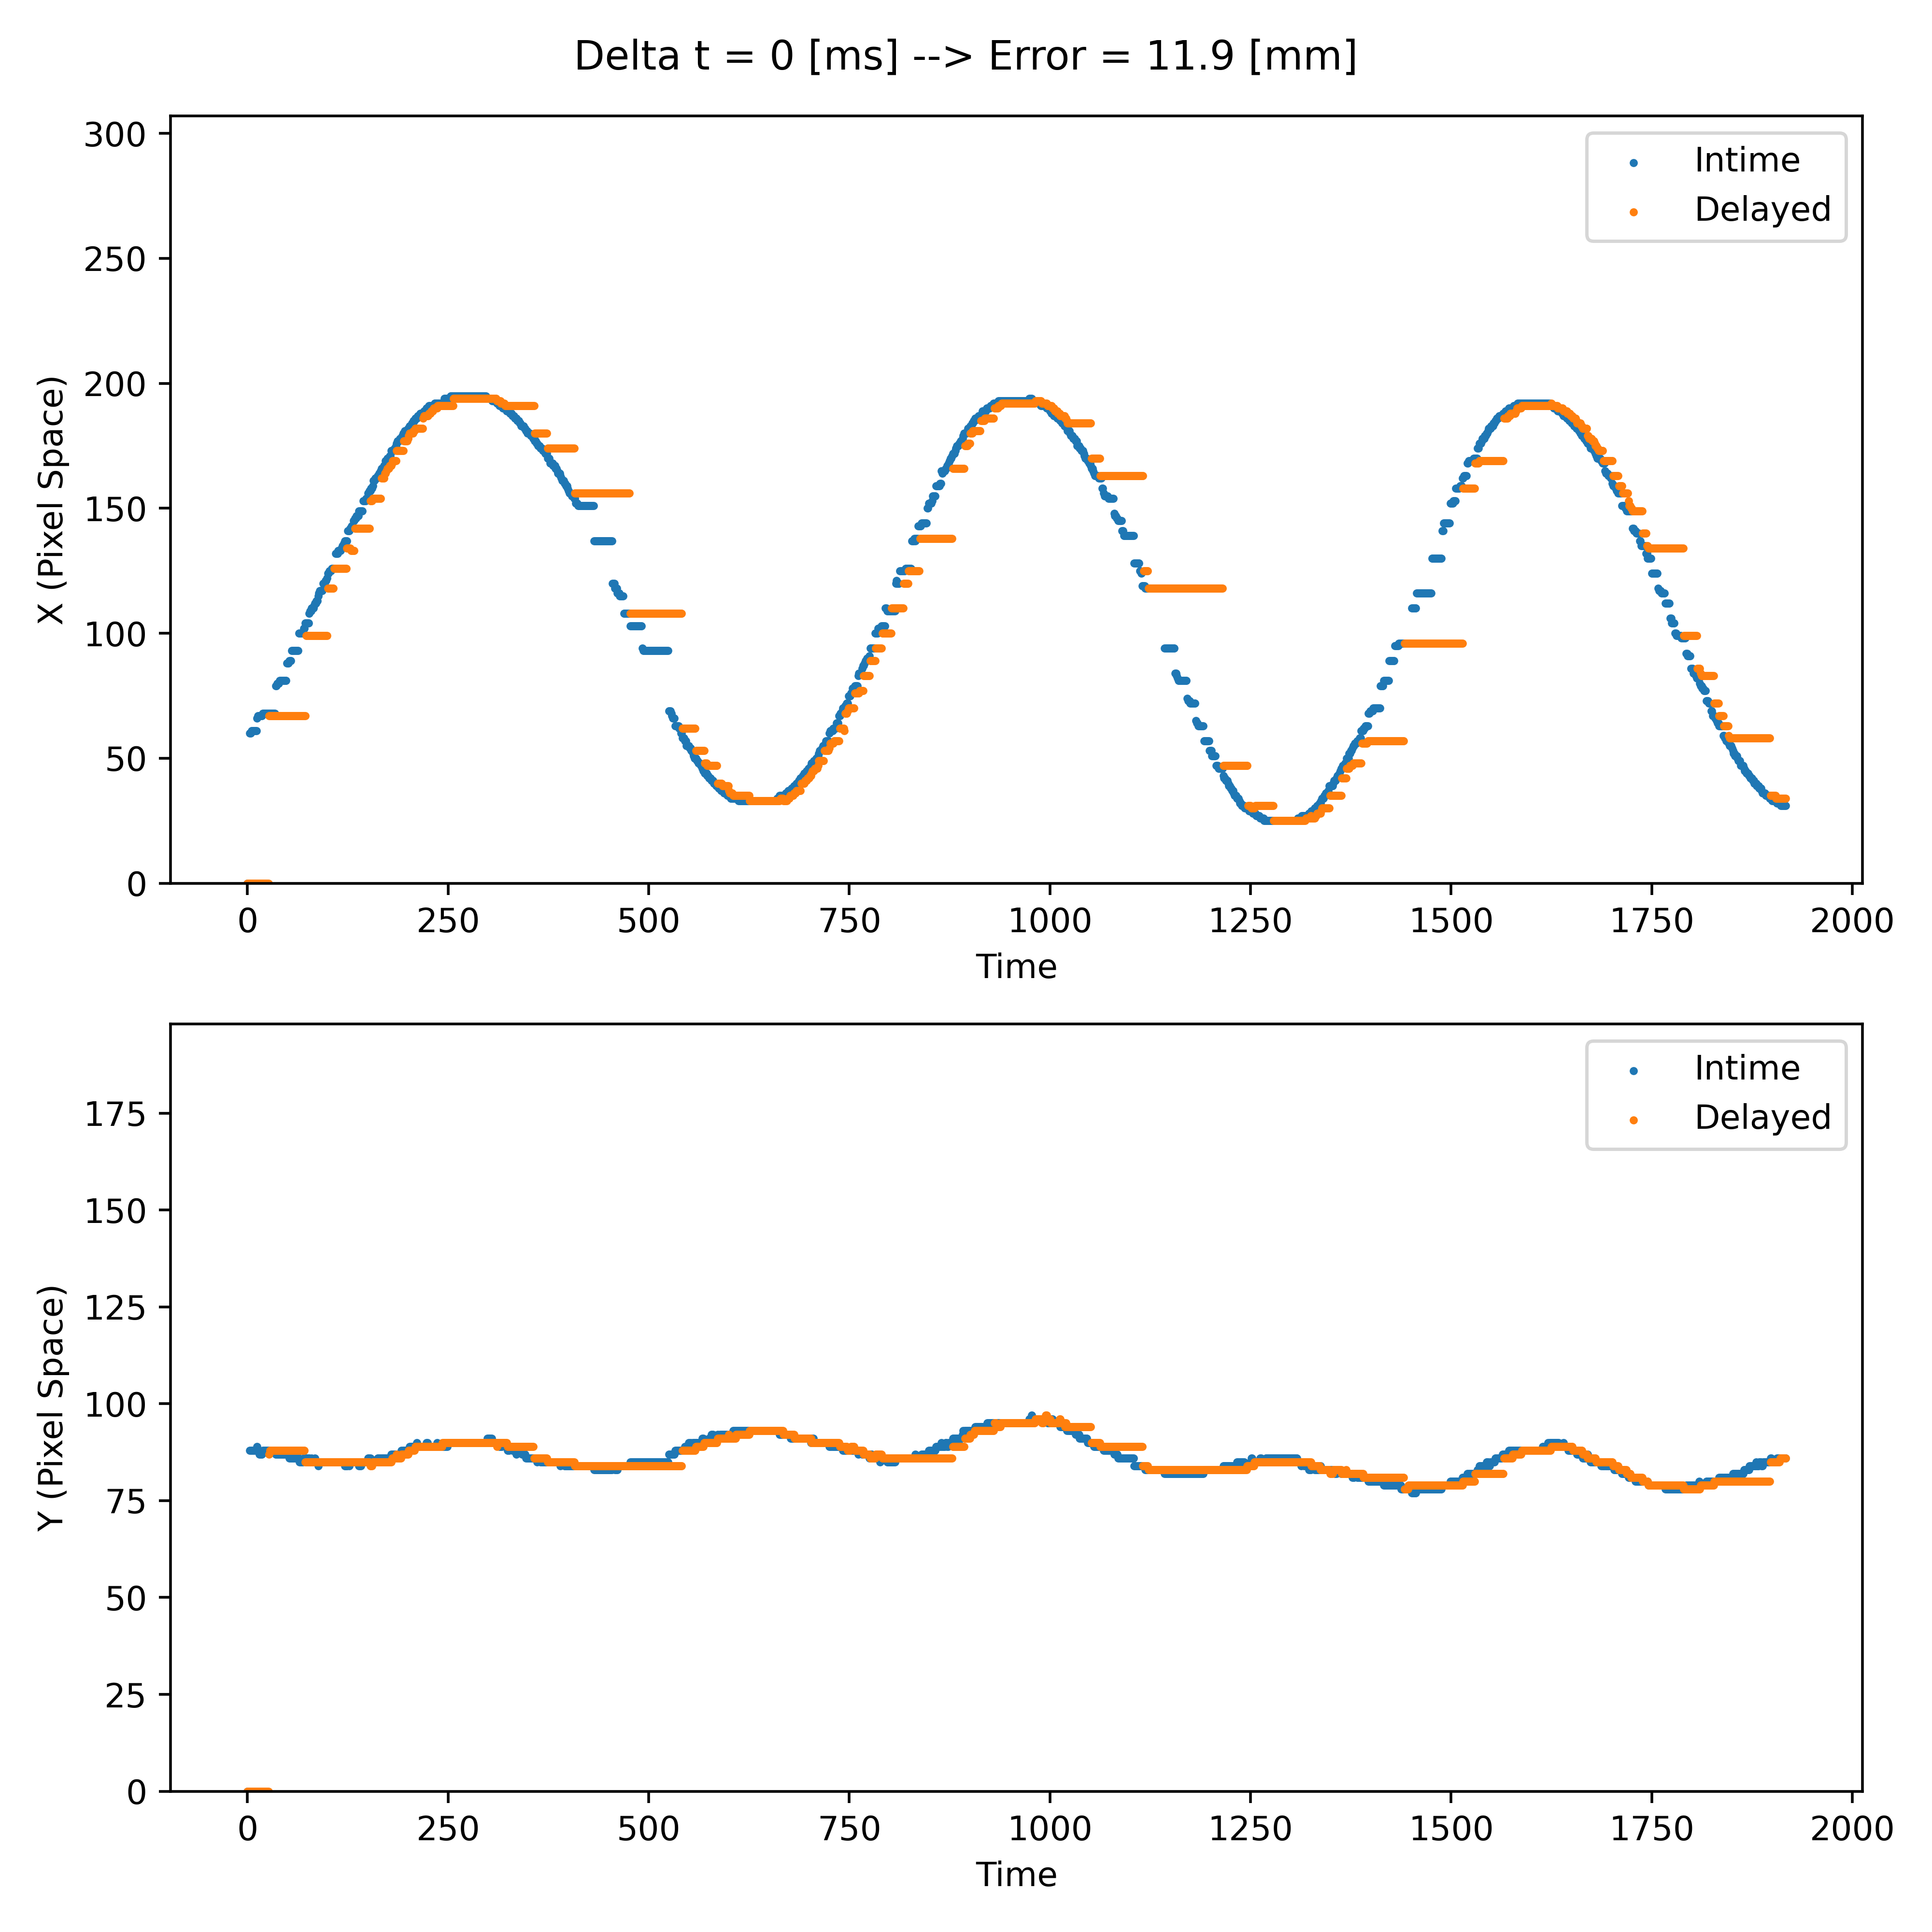 Delta t = 0 [ms] --> Error = 11.9 [mm]
300
250
200
150
100
50
0
X (Pixel Space)
Intime
Delayed
0 250 500 750 1000 1250 1500 1750 2000
Time
175
150
125
100
75
50
25
0
Y (Pixel Space)
Intime
Delayed
0 250 500 750 1000 1250 1500 1750 2000
Time